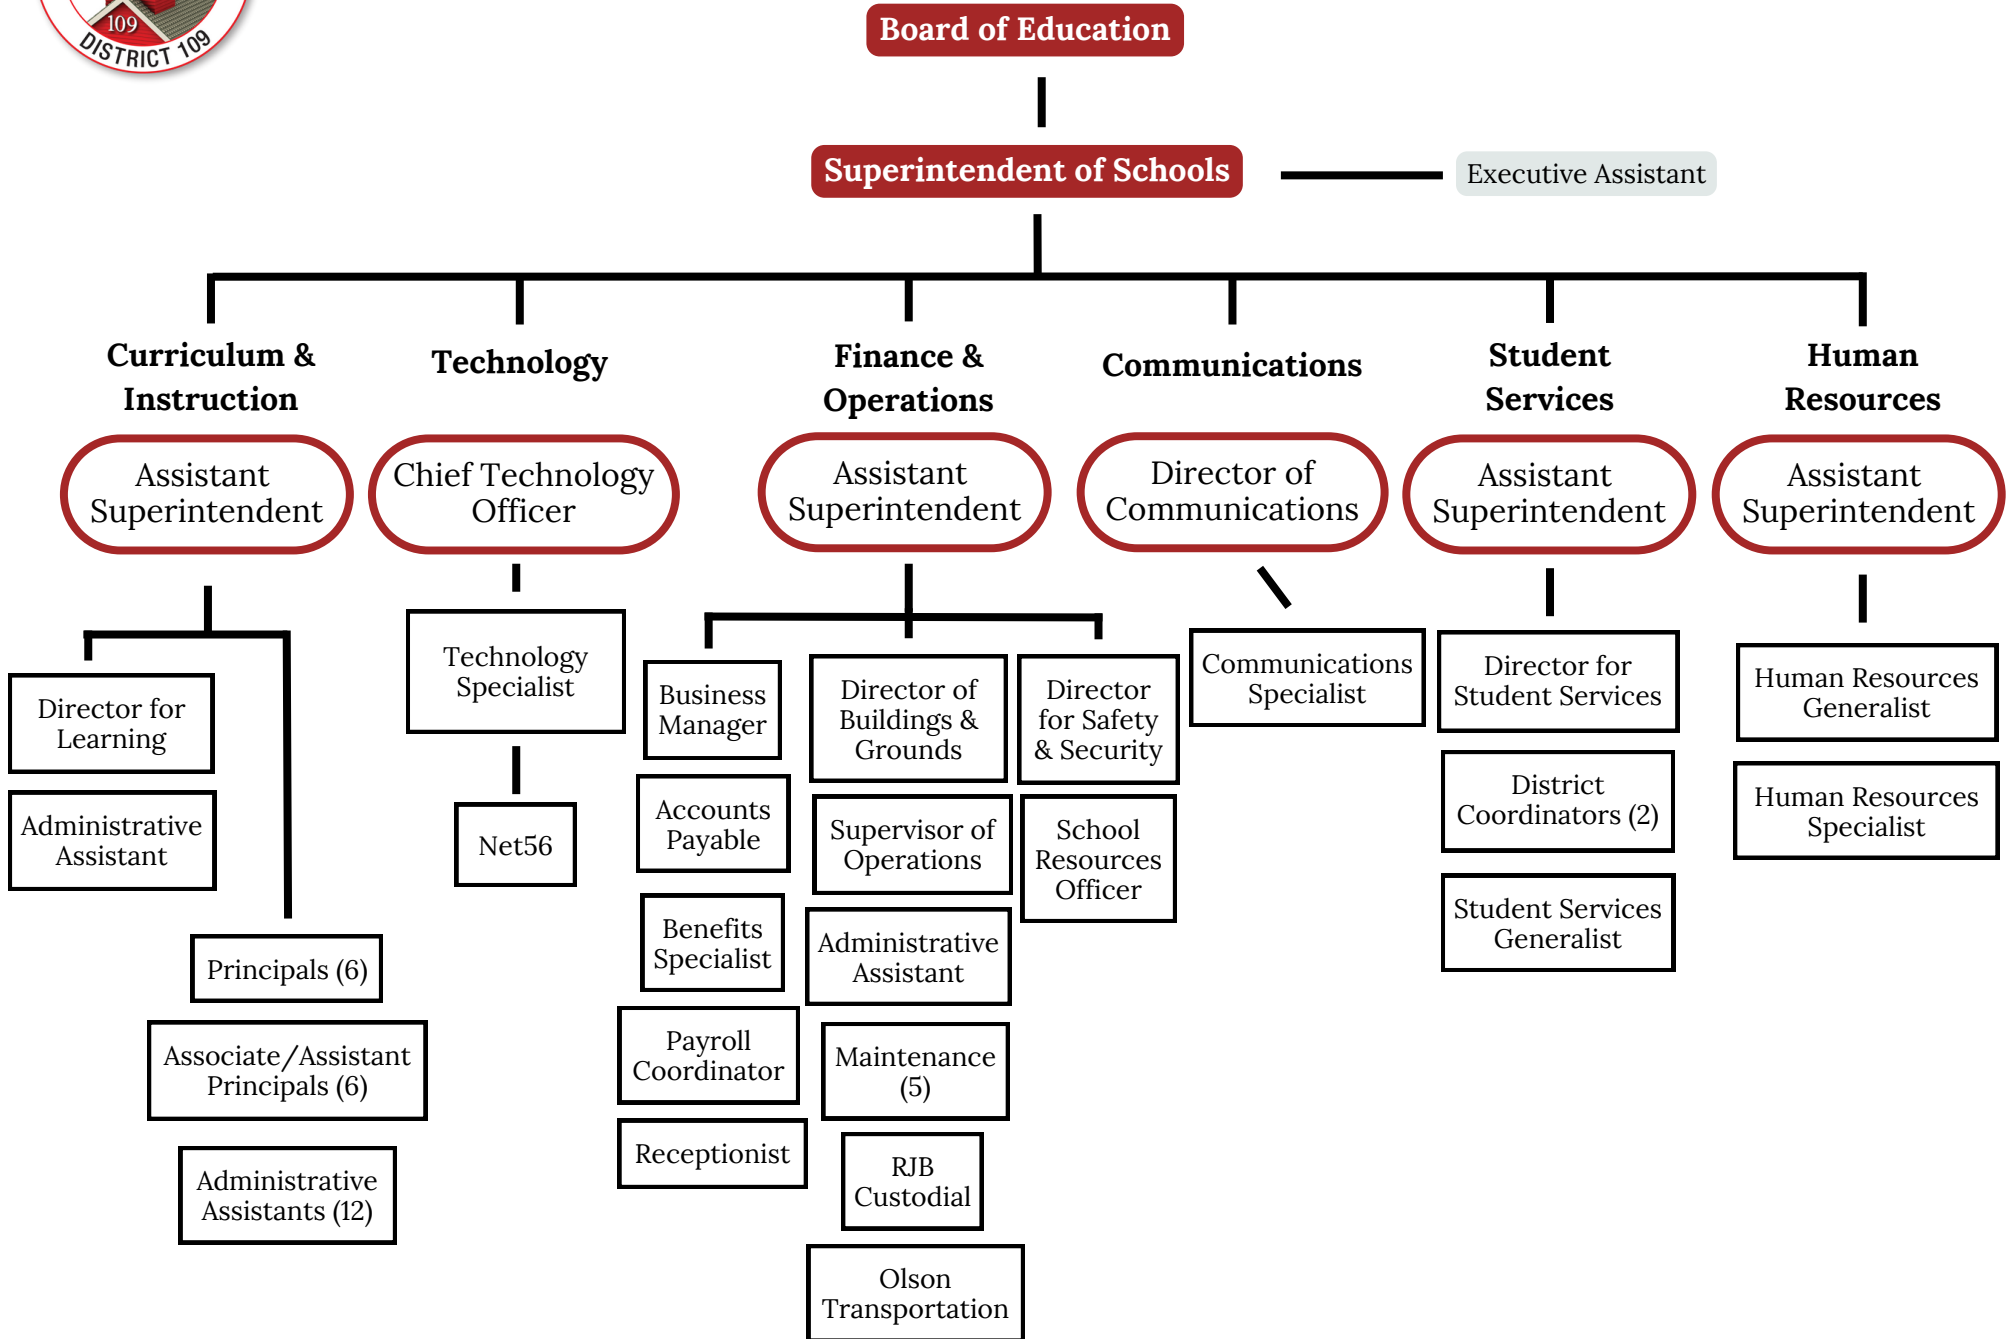 109
DISTRICT 109
Board of Education
Superintendent of Schools
Executive Assistant
Curriculum &
Instruction
Assistant
Superintendent
Director for
Learning
Administrative
Assistant
Principals (6)
Associate/Assistant
Principals (6)
Administrative
Assistants (12)
Technology
Chief Technology
Officer
Technology
Specialist
Net56
Finance &
Operations
Assistant
Superintendent
Business
Manager
Accounts
Payable
Benefits
Specialist
Payroll
Coordinator
Receptionist
Director of
Buildings &
Grounds
Supervisor of
Operations
Administrative
Assistant
Maintenance
(5)
RJB
Custodial
Olson
Transportation
Director
for Safety
& Security
School
Resources
Officer
Communications
Director of
Communications
Communications
Specialist
Student
Services
Assistant
Superintendent
Director for
Student Services
District
Coordinators (2)
Student Services
Generalist
Human
Resources
Assistant
Superintendent
Human Resources
Generalist
Human Resources
Specialist